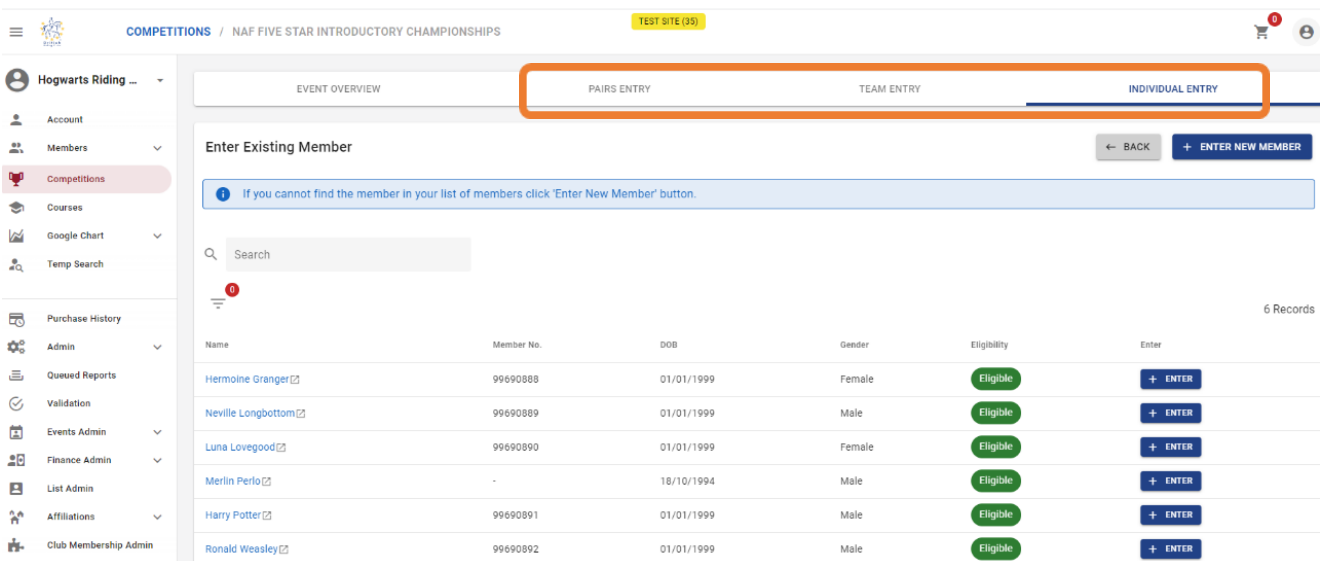 TEST SITE (35)
0
COMPETITIONS / NAF FIVE STAR INTRODUCTORY CHAMPIONSHIPS
Hogwarts Riding ...
Account
Members
Competitions
Courses
Google Chart
Temp Search
Purchase History
Admin
Queued Reports
Validation
Events Admin
Finance Admin
List Admin
Affiliations
Club Membership Admin
EVENT OVERVIEW PAIRS ENTRY TEAM ENTRY INDIVIDUAL ENTRY
Enter Existing Member ← BACK + ENTER NEW MEMBER
If you cannot find the member in your list of members click 'Enter New Member' button.
Search
0
6 Records
Name Member No. DOB Gender Eligibility Enter
Hermoine Granger 99690888 01/01/1999 Female Eligible + ENTER
Neville Longbottom 99690889 01/01/1999 Male Eligible + ENTER
Luna Lovegood 99690890 01/01/1999 Female Eligible + ENTER
Merlin Perlo - 18/10/1994 Male Eligible + ENTER
Harry Potter 99690891 01/01/1999 Male Eligible + ENTER
Ronald Weasley 99690892 01/01/1999 Male Eligible + ENTER